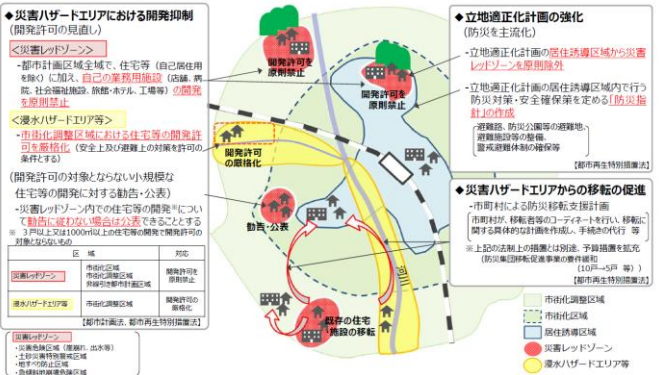 ◆災害ハザードエリアにおける開発抑制
(開発許可の見直し)
<災害レッドゾーン>
-都市計画区域全域で、住宅等（自己居住用
を除く）に加え、自己の業務用施設（店舗、病
院、社会福祉施設、旅館・ホテル、工場等）の開発
を原則禁止
<浸水ハザードエリア等>
-市街化調整区域における住宅等の開発許
可を厳格化（安全上及び避難上の対策を許可の
条件とする）
(開発許可の対象とならない小規模な
住宅等の開発に対する勧告・公表)
-災害レッドゾーン内での住宅等の開発※につい
て勧告に従わない場合は公表できることとする
※ 3戸以上又は1000㎡以上の住宅等の開発で開発許可の
対象とならないもの
区 域
対応
災害レッドゾーン
市街化区域
市街化調整区域
非線引き都市計画区域
開発許可を
原則禁止
浸水ハザードエリア等
市街化調整区域
開発許可の
厳格化
【都市計画法、都市再生特別措置法】
災害レッドゾーン
・災害危険区域（崖崩れ、出水等）
・土砂災害特別警戒区域
・地すべり防止区域
・急傾斜地崩壊危険区域
開発許可を
原則禁止
開発許可を
原則禁止
開発許可
の厳格化
勧告・公表
河川
既存の住宅
施設の移転
◆立地適正化計画の強化
(防災を主流化)
-立地適正化計画の居住誘導区域から災害
レッドゾーンを原則除外
-立地適正化計画の居住誘導区域内で行う
防災対策・安全確保策を定める「防災指
針」の作成
避難路、防災公園等の避難地、
避難施設等の整備、
警戒避難体制の確保等
【都市再生特別措置法】
◆災害ハザードエリアからの移転の促進
-市町村による防災移転支援計画
市町村が、移転者等のコーディネートを行い、移転に
関する具体的な計画を作成し、手続きの代行 等
※上記の法制上の措置とは別途、予算措置を拡充
(防災集団移転促進事業の要件緩和
(10戸→5戸 等))
【都市再生特別措置法】
市街化調整区域
市街化区域
居住誘導区域
災害レッドゾーン
浸水ハザードエリア等